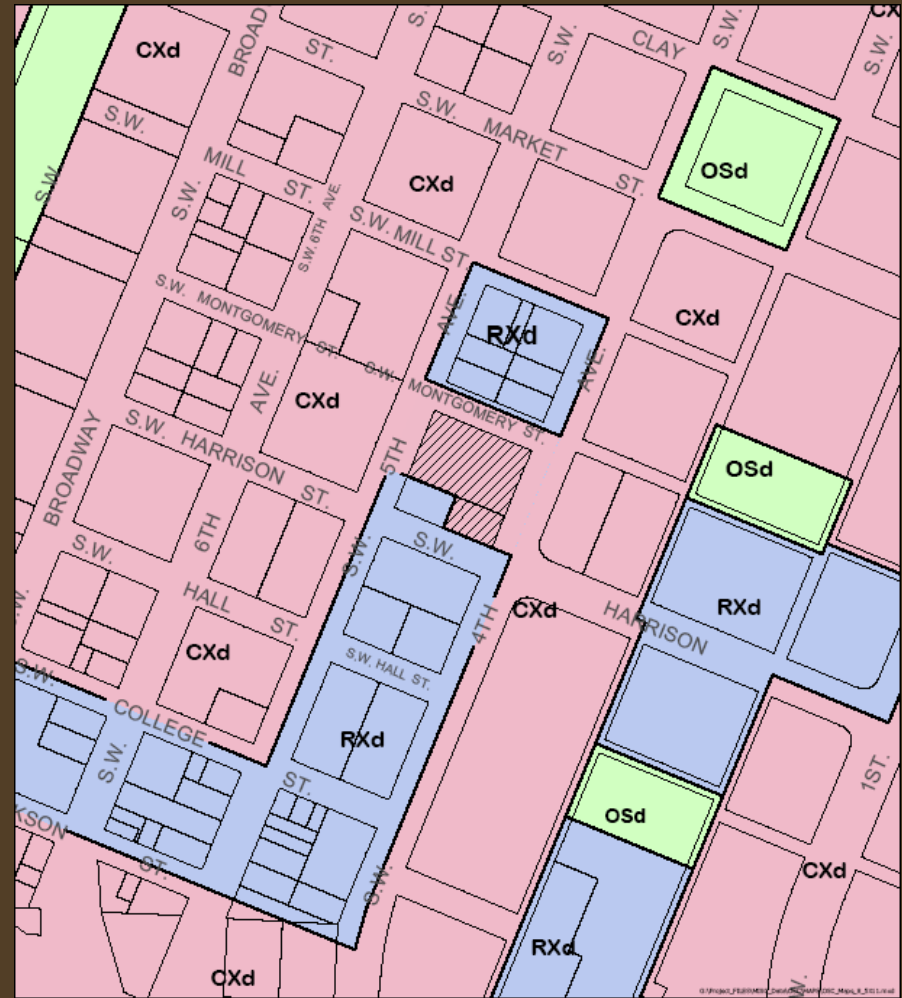 CX
CXd
BROAD
S.
S.W.
CLAY
S.W.
S.W.
ST.
S.W.
S.W. MARKET ST.
MILL ST.
OSd
S.W.
S.W.
CXd
S.W. 6TH AVE.
S.W. MILL ST
S.W. MONTGOMERY ST.
AVE.
RXd
CXd
AVE.
S.W. MONTGOMERY ST.
AVE.
CXd
S.W. HARRISON ST.
BROADWAY
5TH
OSd
6TH
S.W.
S.W.
S.W.
HALL ST.
CXd
4TH
HARRISON
RXd
CXd
S.W. HALL ST.
S.W.
COLLEGE
S.W.
RXd
ST.
1ST.
OSd
KSON
ST.
S.W.
CXd
RXd
CXd
W.